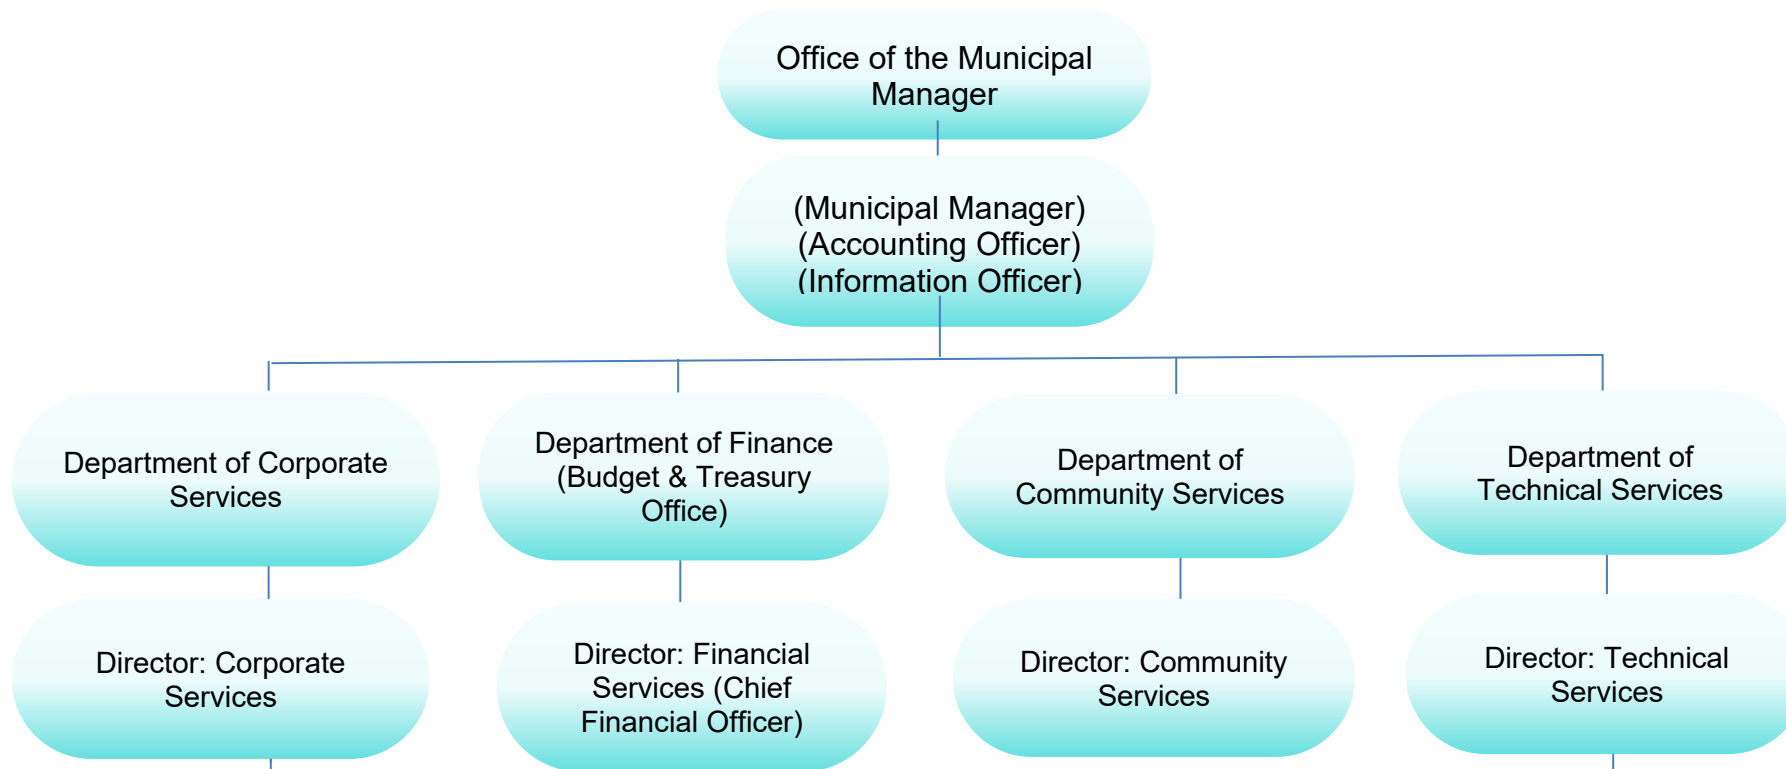 Office of the Municipal
Manager
(Municipal Manager)
(Accounting Officer)
(Information Officer)
Department of Corporate
Services
Department of Finance
(Budget & Treasury
Office)
Department of
Community Services
Department of
Technical Services
Director: Corporate
Services
Director: Financial
Services (Chief
Financial Officer)
Director: Community
Services
Director: Technical
Services